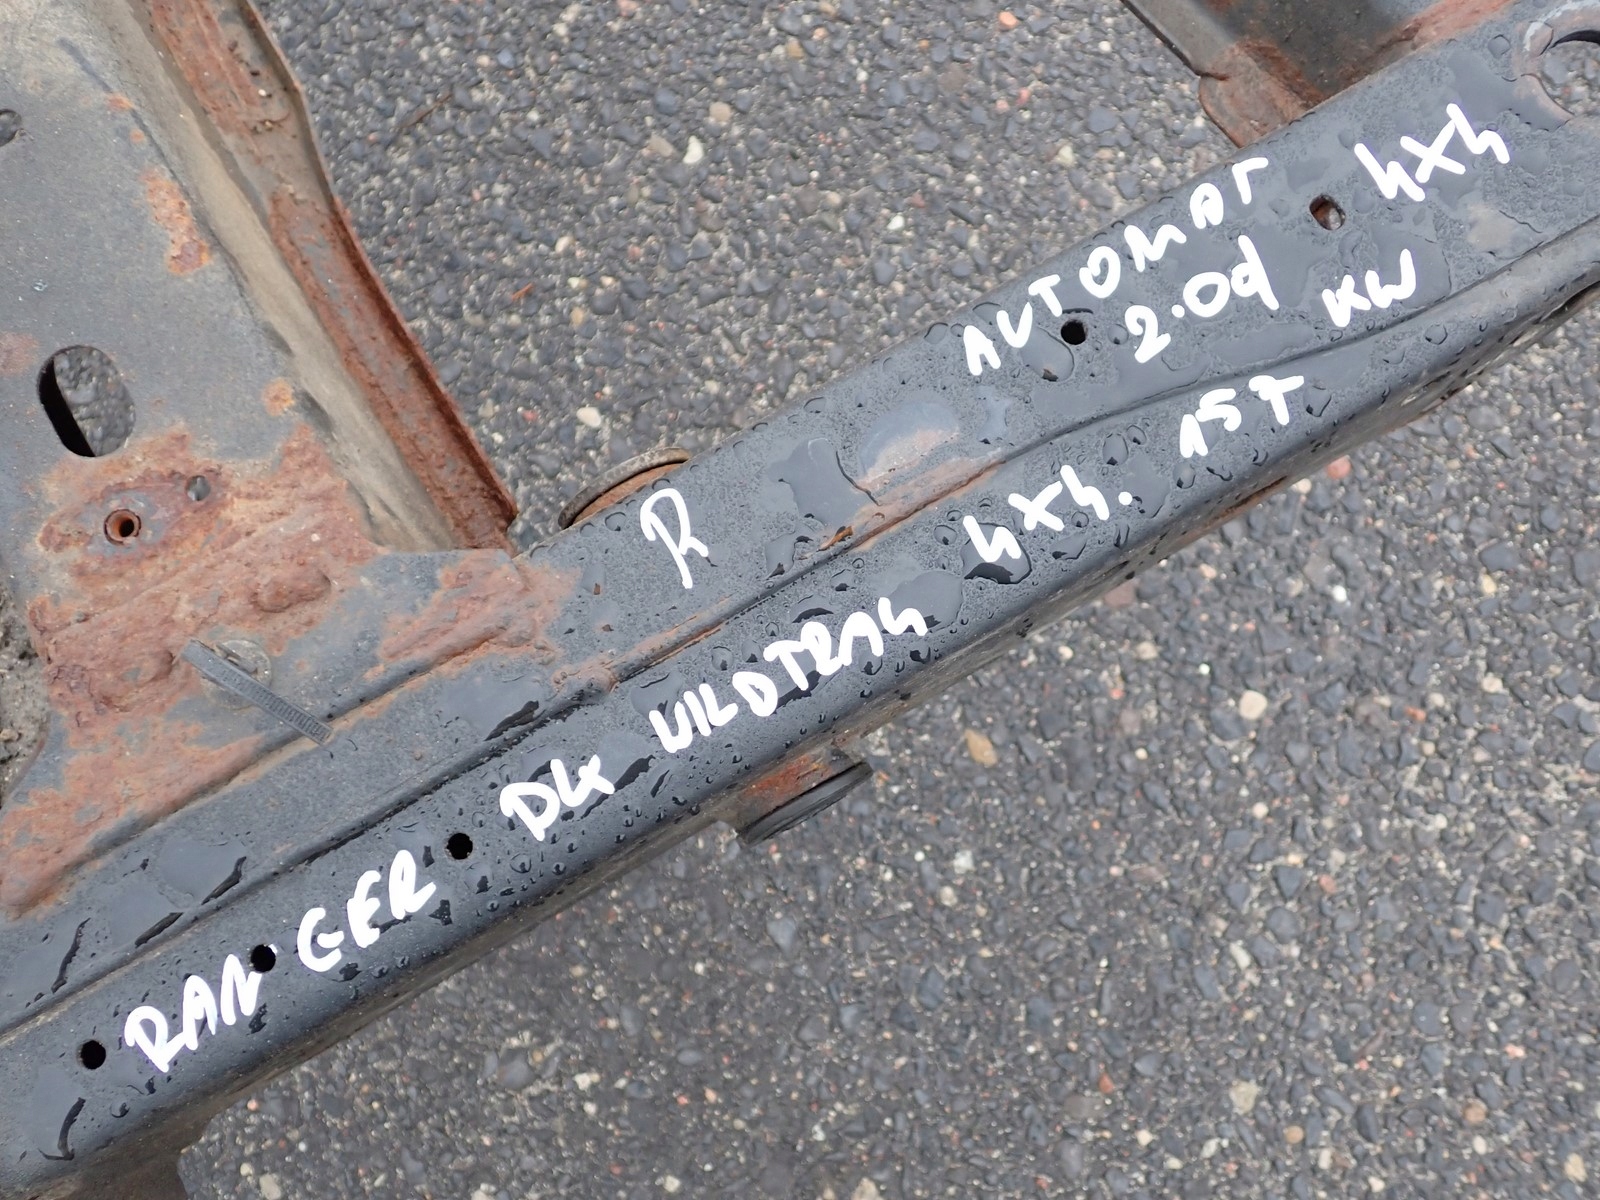 AUTOMAT 4x4
2.0d KW
R 4x4. 157
RANGER DK WILDTRAK